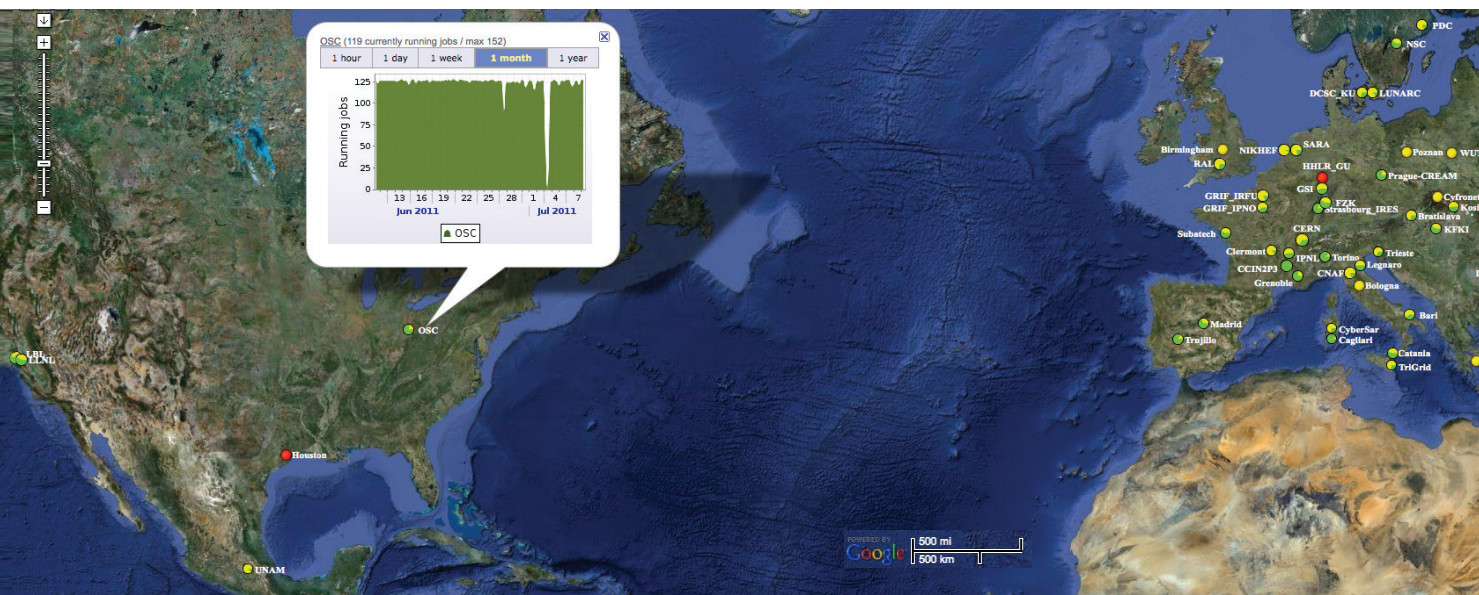 OSC (119 currently running jobs / max 152)
1 hour 1 day 1 week 1 month 1 year
Running jobs
125
100
75
50
25
0
13 16 19 22 25 28 1 4 7
Jun 2011 Jul 2011
OSC
OSC
LBL
LLNL
Houston
UNAM
PDC
NSC
DCSC_KU
LUNARC
Birmingham
NIKHEF
SARA
RAL
Poznan
HHLR_GU
Prague-CREAM
GSI
GRIF_IRFU
FZK
GRIF_IPNO
Strasbourg_IRES
Bratislava
KFKI
Subatech
CERN
Clermont
IPNL
Torino
Trieste
CCIN2P3
Legnaro
CNAF
Grenoble
Bologna
Bari
Madrid
CyberSar
Trujillo
Cagliari
Catania
TriGrid
POWERED BY
Google
500 mi
500 km